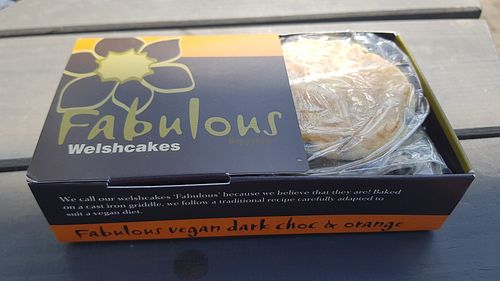 Fabulous
Welshcakes
We call our welshcakes 'Fabulous' because we believe that they are! Baked
on a cast iron griddle, we follow a traditional recipe carefully adapted to
suit a vegan diet.
Fabulous vegan dark choc & orange